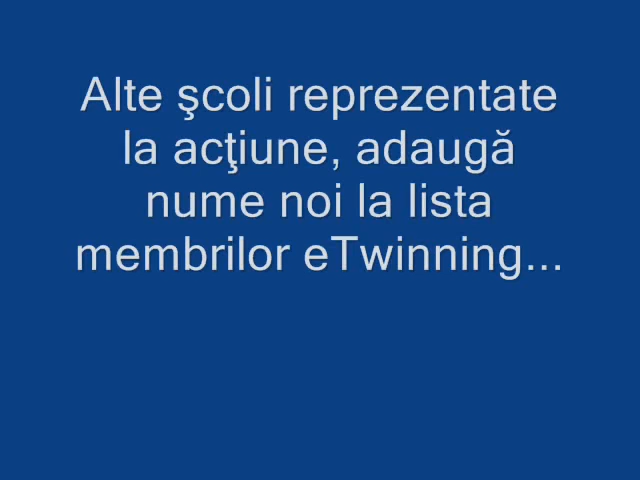 Alte şcoli reprezentate
la acţiune, adaugă
nume noi la lista
membrilor eTwinning...